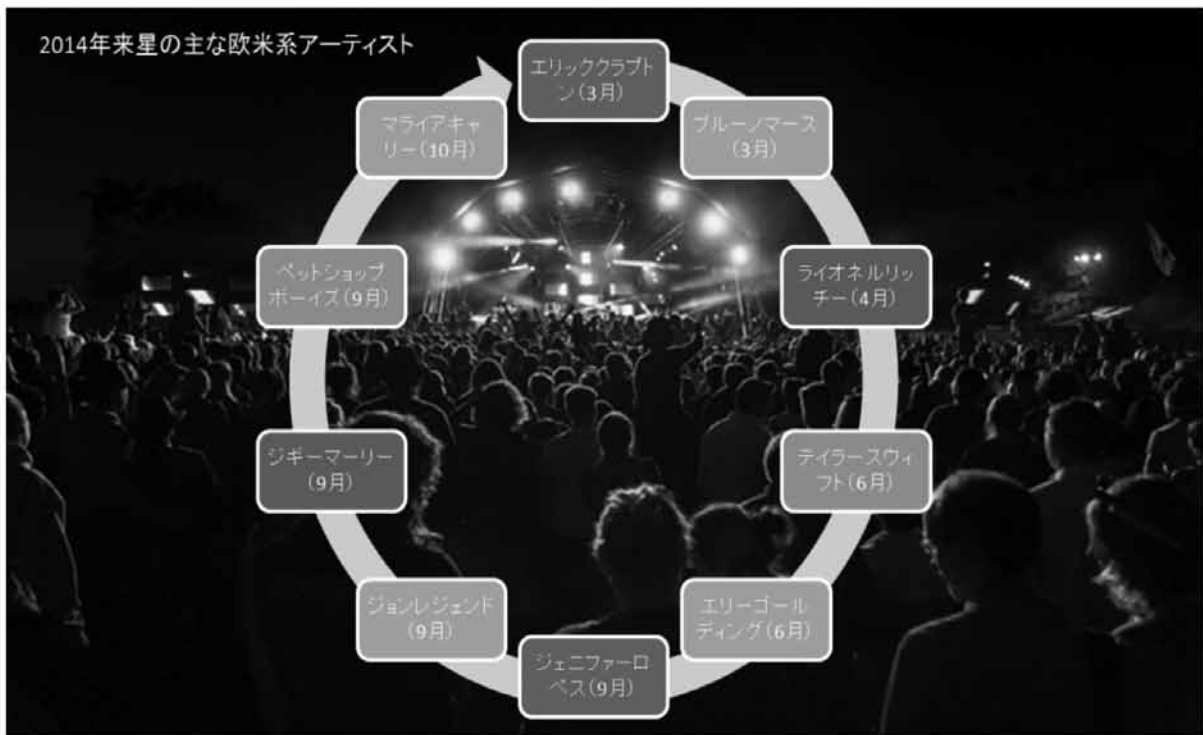 2014年来星の主な欧米系アーティスト
エリッククラプト
ン(3月)
ブルーノマース
(3月)
ライオネルリッ
チー(4月)
テイラースウィ
フト(6月)
エリーゴール
ディング(6月)
ジェニファーロ
ペス(9月)
ジョンレジェンド
(9月)
ジギーマーリー
(9月)
ペットショップ
ボーイズ(9月)
マライアキャ
リー(10月)